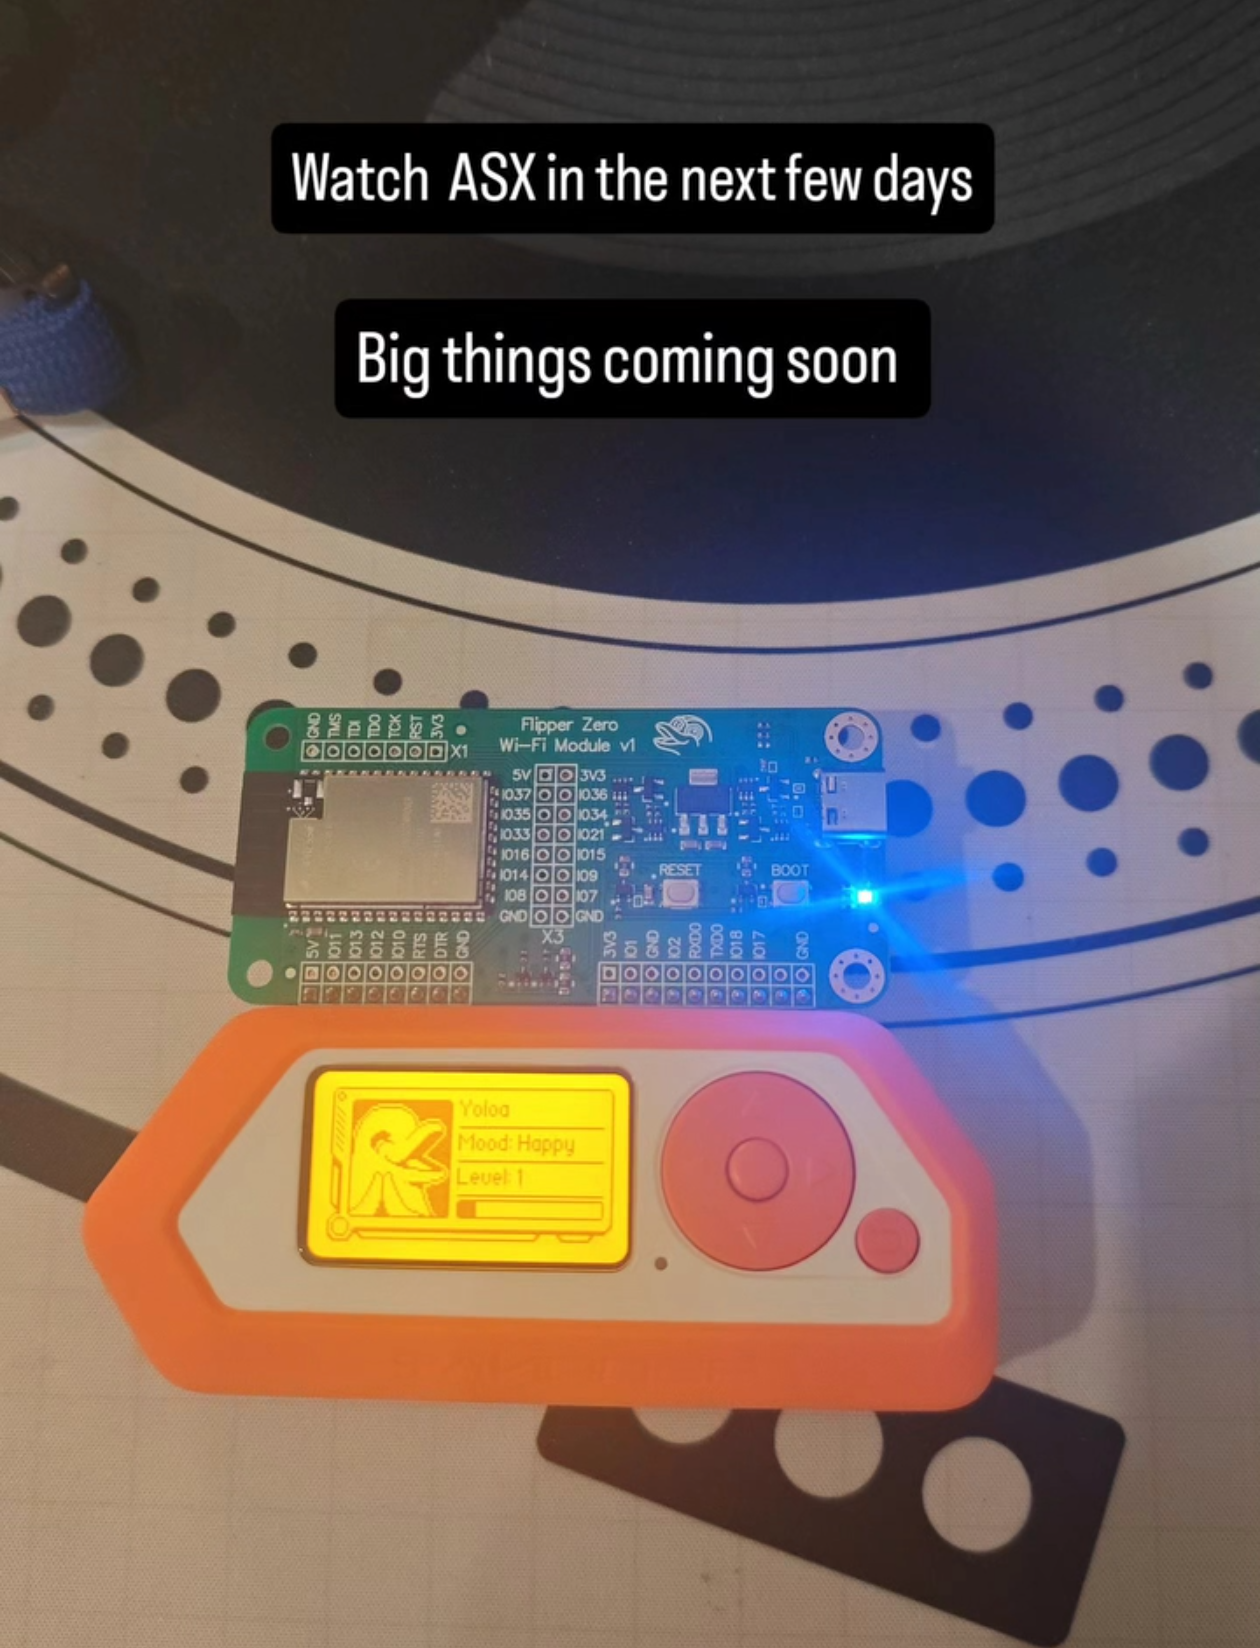 Watch ASX in the next few days
Big things coming soon
Flipper Zero
Wi-Fi Module v1
GND TMS TDI TDO TCK RST 3V3
X1
5V 3V3
IO37 IO36
IO35 IO34
IO33 IO21
IO16 IO15
IO14 IO9
IO8 IO7
GND GND
X3
RESET
BOOT
5V IO11 IO13 IO12 IO10 RTS DTR GND
3V3 IO1 GND IO2 RXD0 TXD0 IO18 IO17 GND
Yoloa
Mood: Happy
Level: 1